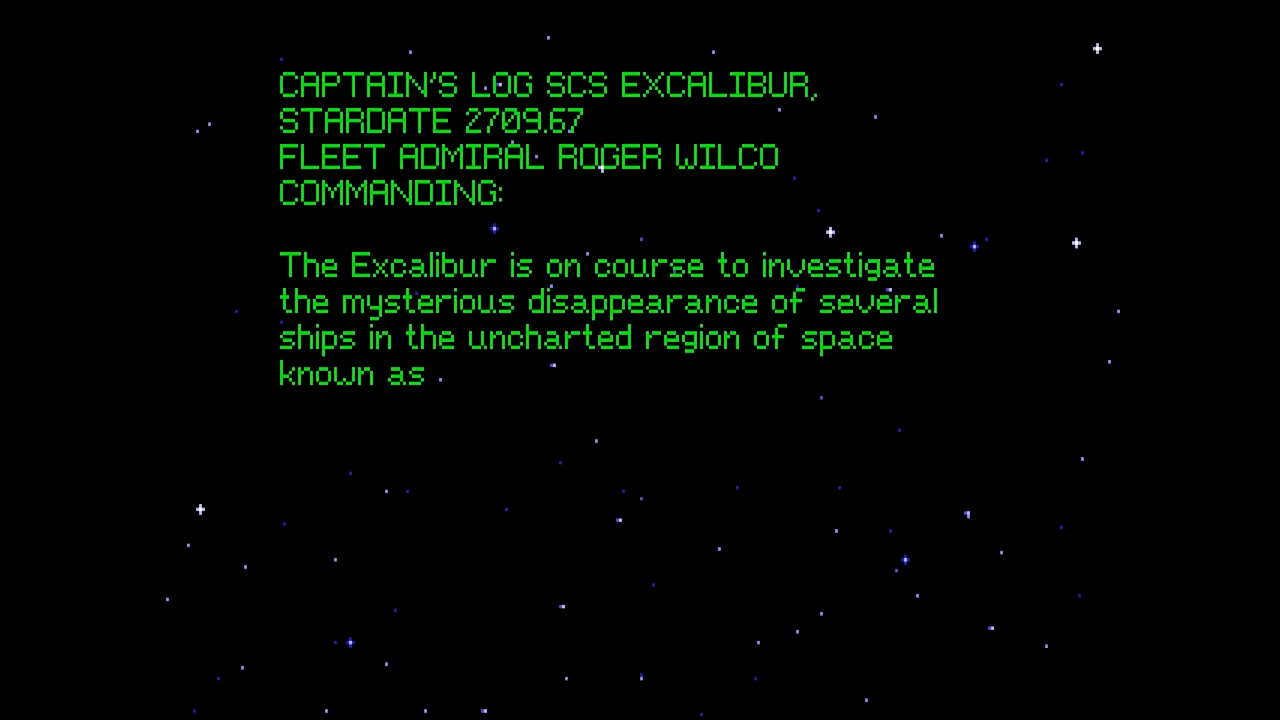 CAPTAIN'S LOG SCS EXCALIBUR,
STARDATE 2709.67
FLEET ADMIRAL ROGER WILCO
COMMANDING:
The Excalibur is on course to investigate
the mysterious disappearance of several
ships in the uncharted region of space
known as